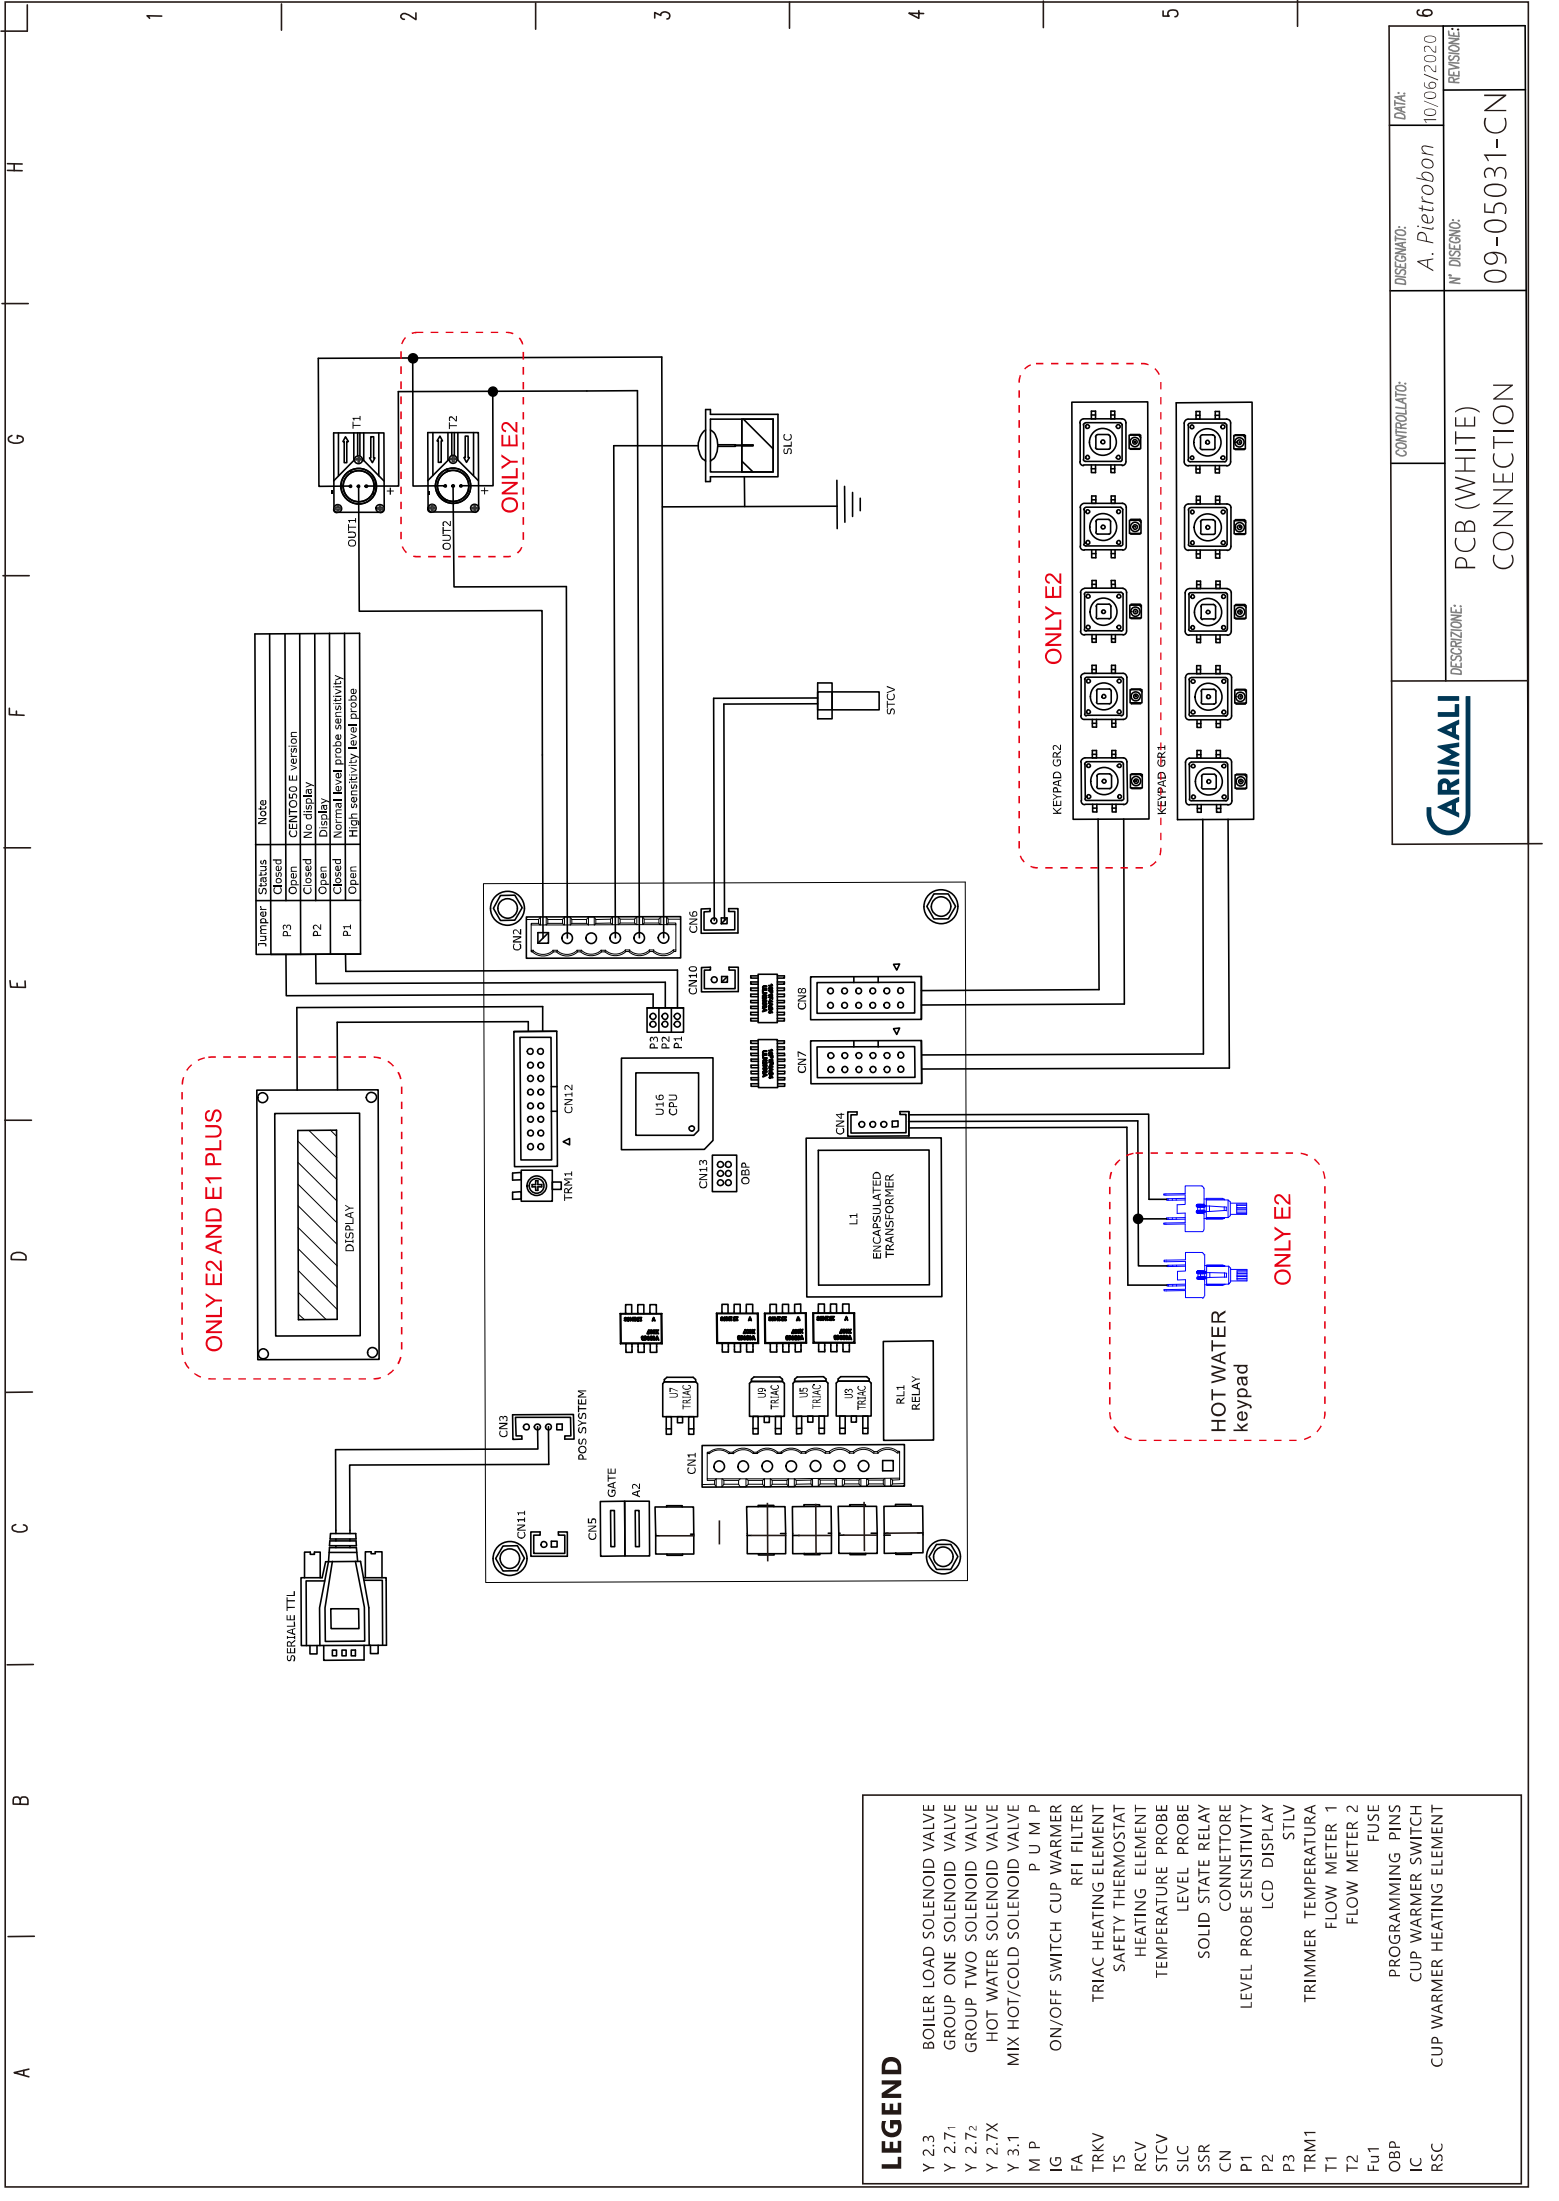 A
B
C
D
E
F
G
H
1
2
3
4
5
6
SERIALE TTL
ONLY E2 AND E1 PLUS
DISPLAY
Jumper Status Note
P3 Closed
Open CENTO50 E version
P2 Closed No display
Open Display
P1 Closed Normal level probe sensitivity
Open High sensitivity level probe
OUT1
T1
+
-
OUT2
T2
+
ONLY E2
CN11
CN3
POS SYSTEM
TRM1
CN12
CN2
CN5
GATE
A2
CN1
U7
TRIAC
U9
TRIAC
U5
TRIAC
U3
TRIAC
RL1
RELAY
CN13
OBP
U16
CPU
P3
P2
P1
CN10
CN6
L1
ENCAPSULATED
TRANSFORMER
CN4
CN7
CN8
STCV
SLC
HOT WATER
keypad
ONLY E2
ONLY E2
KEYPAD GR2
KEYPAD GR1
LEGEND
Y 2.3 BOILER LOAD SOLENOID VALVE
Y 2.71 GROUP ONE SOLENOID VALVE
Y 2.72 GROUP TWO SOLENOID VALVE
Y 2.7X HOT WATER SOLENOID VALVE
Y 3.1 MIX HOT/COLD SOLENOID VALVE
M P P U M P
IG ON/OFF SWITCH CUP WARMER
FA RFI FILTER
TRKV TRIAC HEATING ELEMENT
TS SAFETY THERMOSTAT
RCV HEATING ELEMENT
STCV TEMPERATURE PROBE
SLC LEVEL PROBE
SSR SOLID STATE RELAY
CN CONNETTORE
P1 LEVEL PROBE SENSITIVITY
P2 LCD DISPLAY
P3 STLV
TRM1 TRIMMER TEMPERATURA
T1 FLOW METER 1
T2 FLOW METER 2
Fu1 FUSE
OBP PROGRAMMING PINS
IC CUP WARMER SWITCH
RSC CUP WARMER HEATING ELEMENT
CARIMALI
CONTROLLATO:
DISEGNATO:
A. Pietrobon
DATA:
10/06/2020
DESCRIZIONE:
PCB (WHITE)
CONNECTION
N° DISEGNO:
09-05031-CN
REVISIONE: